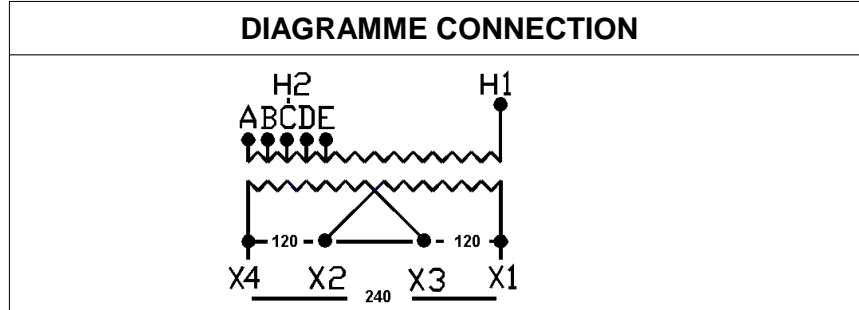 DIAGRAMME CONNECTION
H2 H1
ABCDE
120 120
X4 X2 X3 X1
240